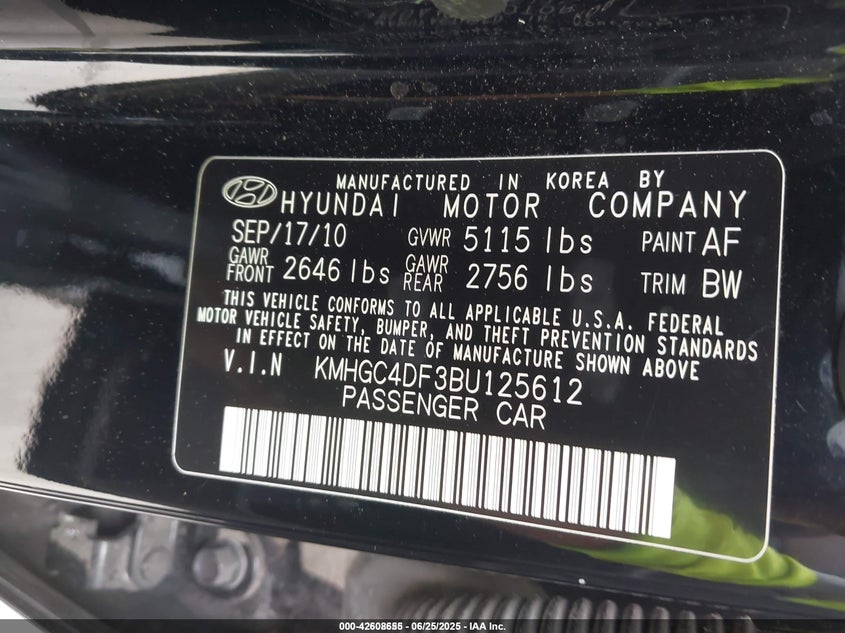 MANUFACTURED IN KOREA BY
HYUNDAI MOTOR COMPANY
SEP/17/10 GVWR 5115 lbs PAINT AF
GAWR FRONT 2646 lbs GAWR REAR 2756 lbs TRIM BW
THIS VEHICLE CONFORMS TO ALL APPLICABLE U.S.A. FEDERAL
MOTOR VEHICLE SAFETY, BUMPER, AND THEFT PREVENTION STANDARDS
IN EFFECT ON THE DATE OF MANUFACTURE SHOWN ABOVE
V.I.N KMHGC4DF3BU125612
PASSENGER CAR
000-42608655 - 06/25/2025 - IAA Inc.